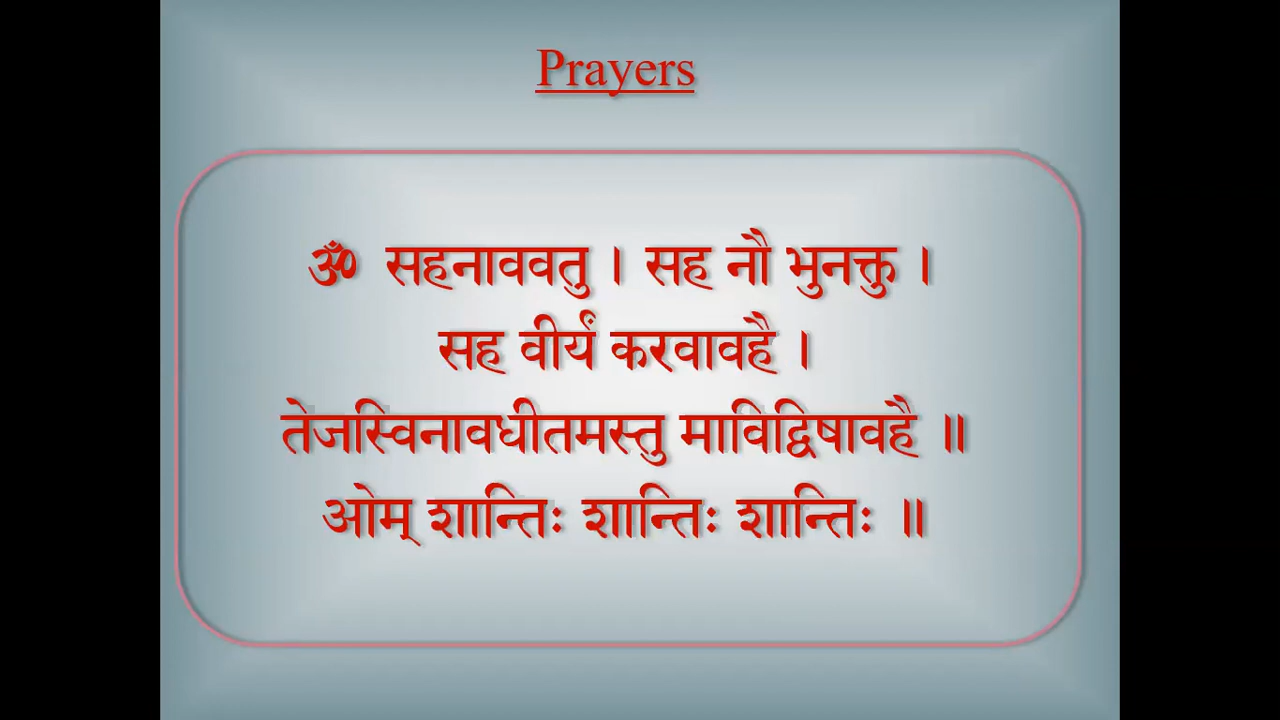 Prayers
ॐ सहनाववतु । सह नौ भुनक्तु ।
सह वीर्यं करवावहै ।
तेजस्विनावधीतमस्तु माविद्विषावहै ॥
ओम् शान्तिः शान्तिः शान्तिः ॥